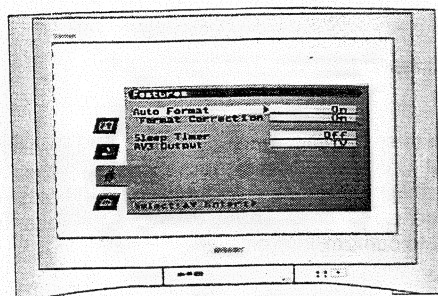 Features
Auto Format On
Format Correction On
Sleep Timer Off
AV3 Output TV
Select:▲▼ Enter:▶